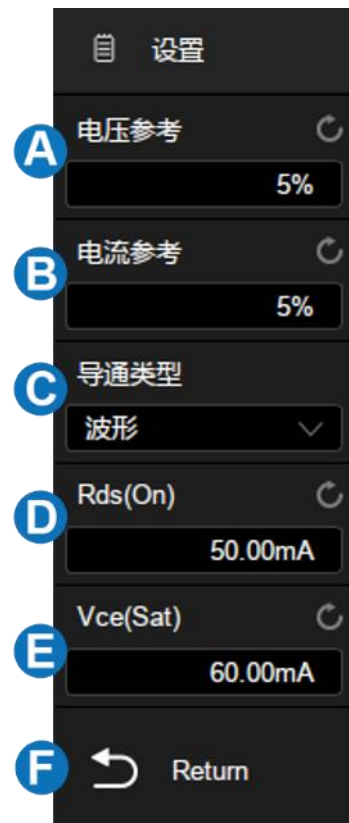 设置
A
电压参考
5%
B
电流参考
5%
C
导通类型
波形
D
Rds(On)
50.00mA
E
Vce(Sat)
60.00mA
F
Return